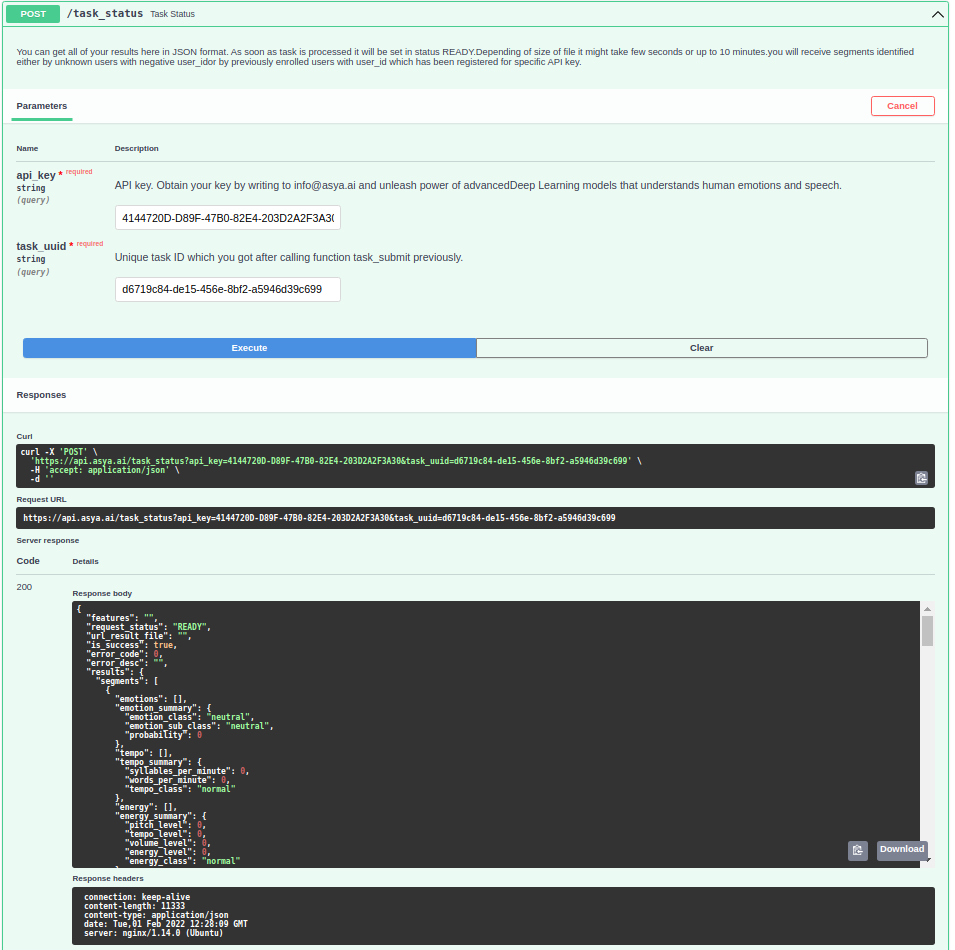 POST /task_status Task Status
You can get all of your results here in JSON format. As soon as task is processed it will be set in status READY.Depending of size of file it might take few seconds or up to 10 minutes.you will receive segments identified
either by unknown users with negative user_idor by previously enrolled users with user_id which has been registered for specific API key.
Parameters
Cancel
Name Description
api_key * required
string
(query)
API key. Obtain your key by writing to info@asya.ai and unleash power of advancedDeep Learning models that understands human emotions and speech.
4144720D-D89F-47B0-82E4-203D2A2F3A3(
task_uuid * required
string
(query)
Unique task ID which you got after calling function task_submit previously.
d6719c84-de15-456e-8bf2-a5946d39c699
Execute Clear
Responses
Curl
curl -X 'POST' \
'https://api.asya.ai/task_status?api_key=4144720D-D89F-47B0-82E4-203D2A2F3A30&task_uuid=d6719c84-de15-456e-8bf2-a5946d39c699' \
-H 'accept: application/json' \
-d ''
Request URL
https://api.asya.ai/task_status?api_key=4144720D-D89F-47B0-82E4-203D2A2F3A30&task_uuid=d6719c84-de15-456e-8bf2-a5946d39c699
Server response
Code Details
200
Response body
{
"features": "",
"request_status": "READY",
"url_result_file": "",
"is_success": true,
"error_code": 0,
"error_desc": "",
"results": {
"segments": [
{
"emotions": [],
"emotion_summary": {
"emotion_class": "neutral",
"emotion_sub_class": "neutral",
"probability": 0
},
"tempo": [],
"tempo_summary": {
"syllables_per_minute": 0,
"words_per_minute": 0,
"tempo_class": "normal"
},
"energy": [],
"energy_summary": {
"pitch_level": 0,
"tempo_level": 0,
"volume_level": 0,
"energy_level": 0,
"energy_class": "normal"
Download
Response headers
connection: keep-alive
content-length: 11333
content-type: application/json
date: Tue,01 Feb 2022 12:28:09 GMT
server: nginx/1.14.0 (Ubuntu)